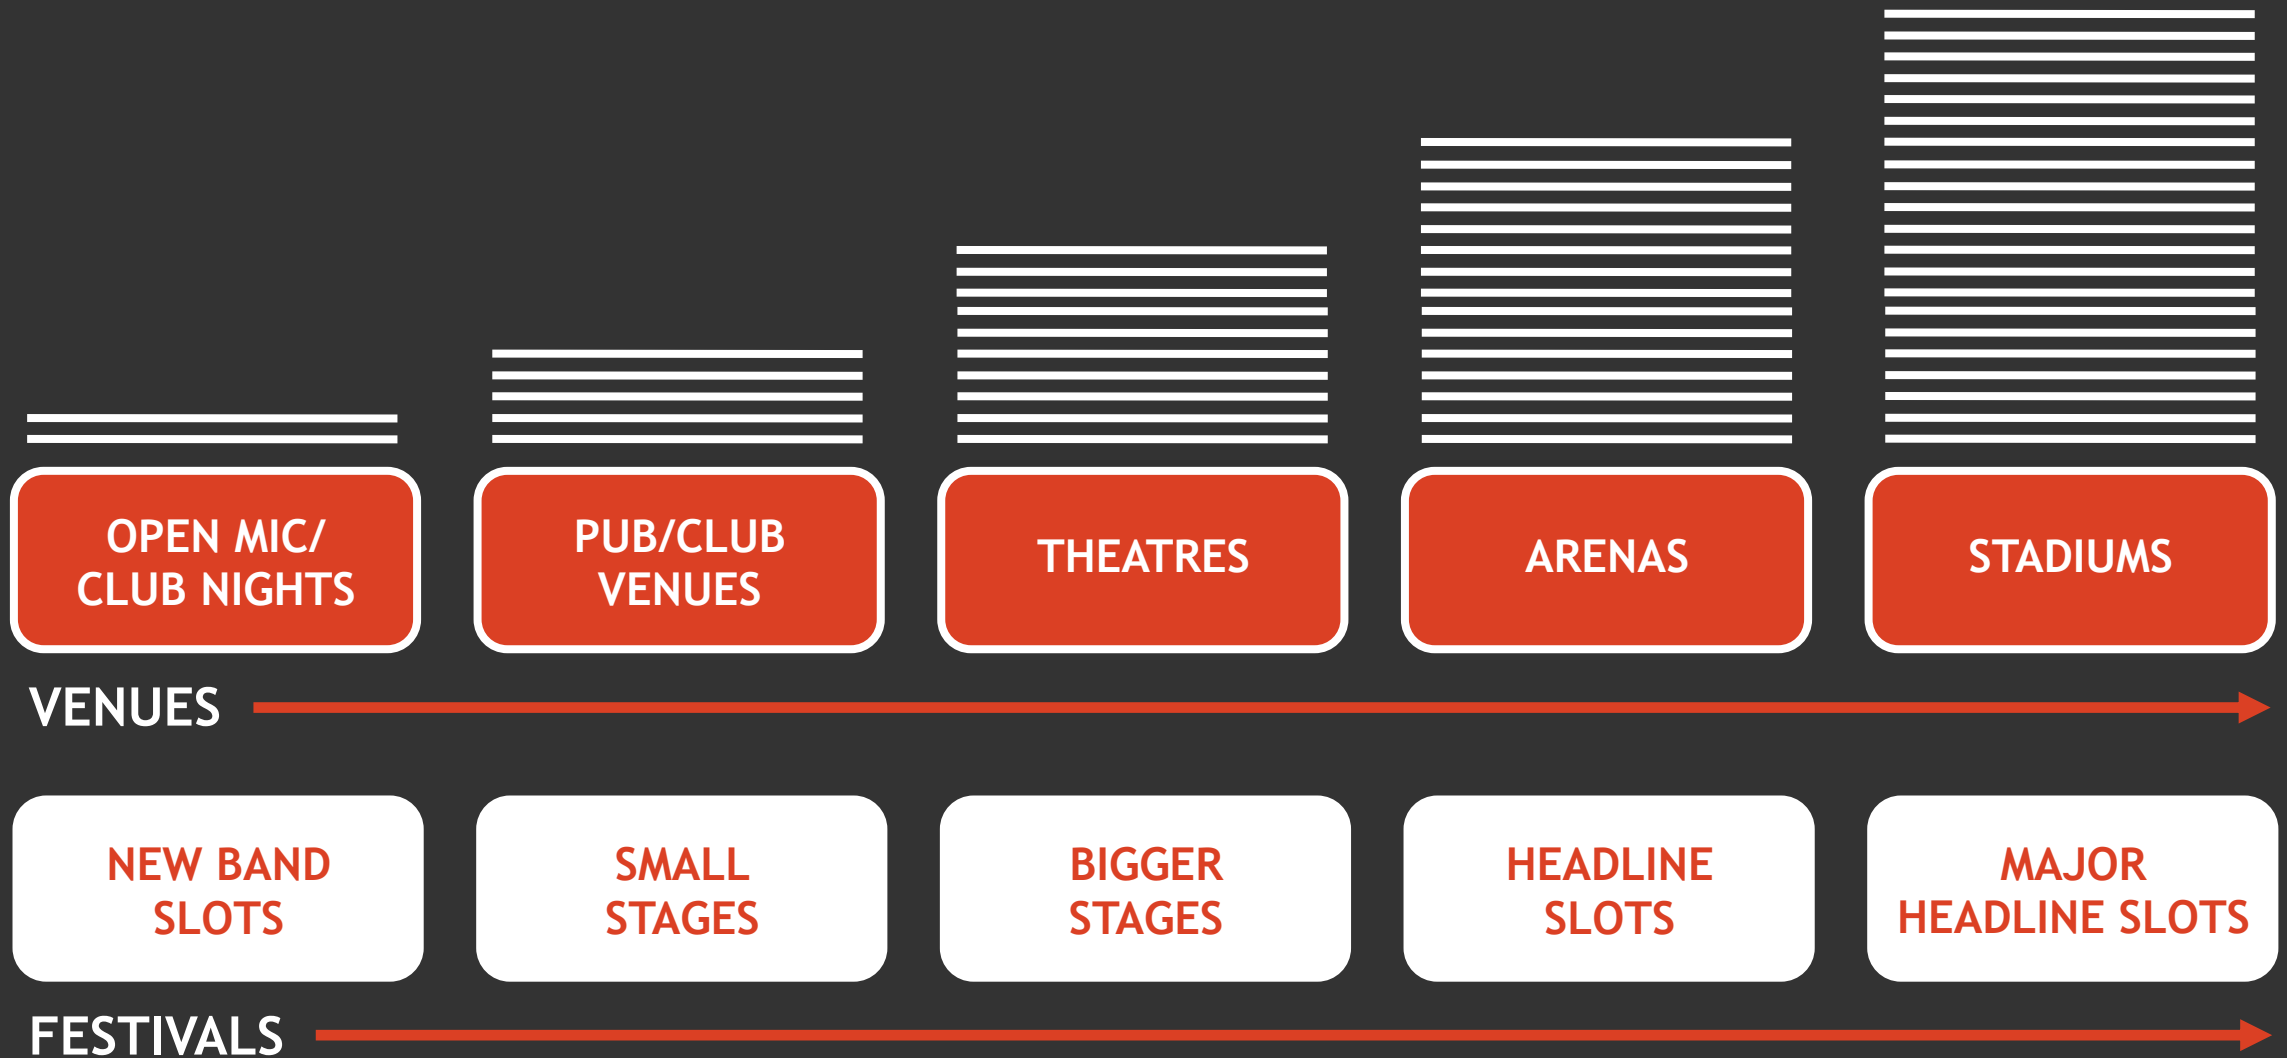 OPEN MIC/
CLUB NIGHTS
PUB/CLUB
VENUES
THEATRES
ARENAS
STADIUMS
VENUES
NEW BAND
SLOTS
SMALL
STAGES
BIGGER
STAGES
HEADLINE
SLOTS
MAJOR
HEADLINE SLOTS
FESTIVALS